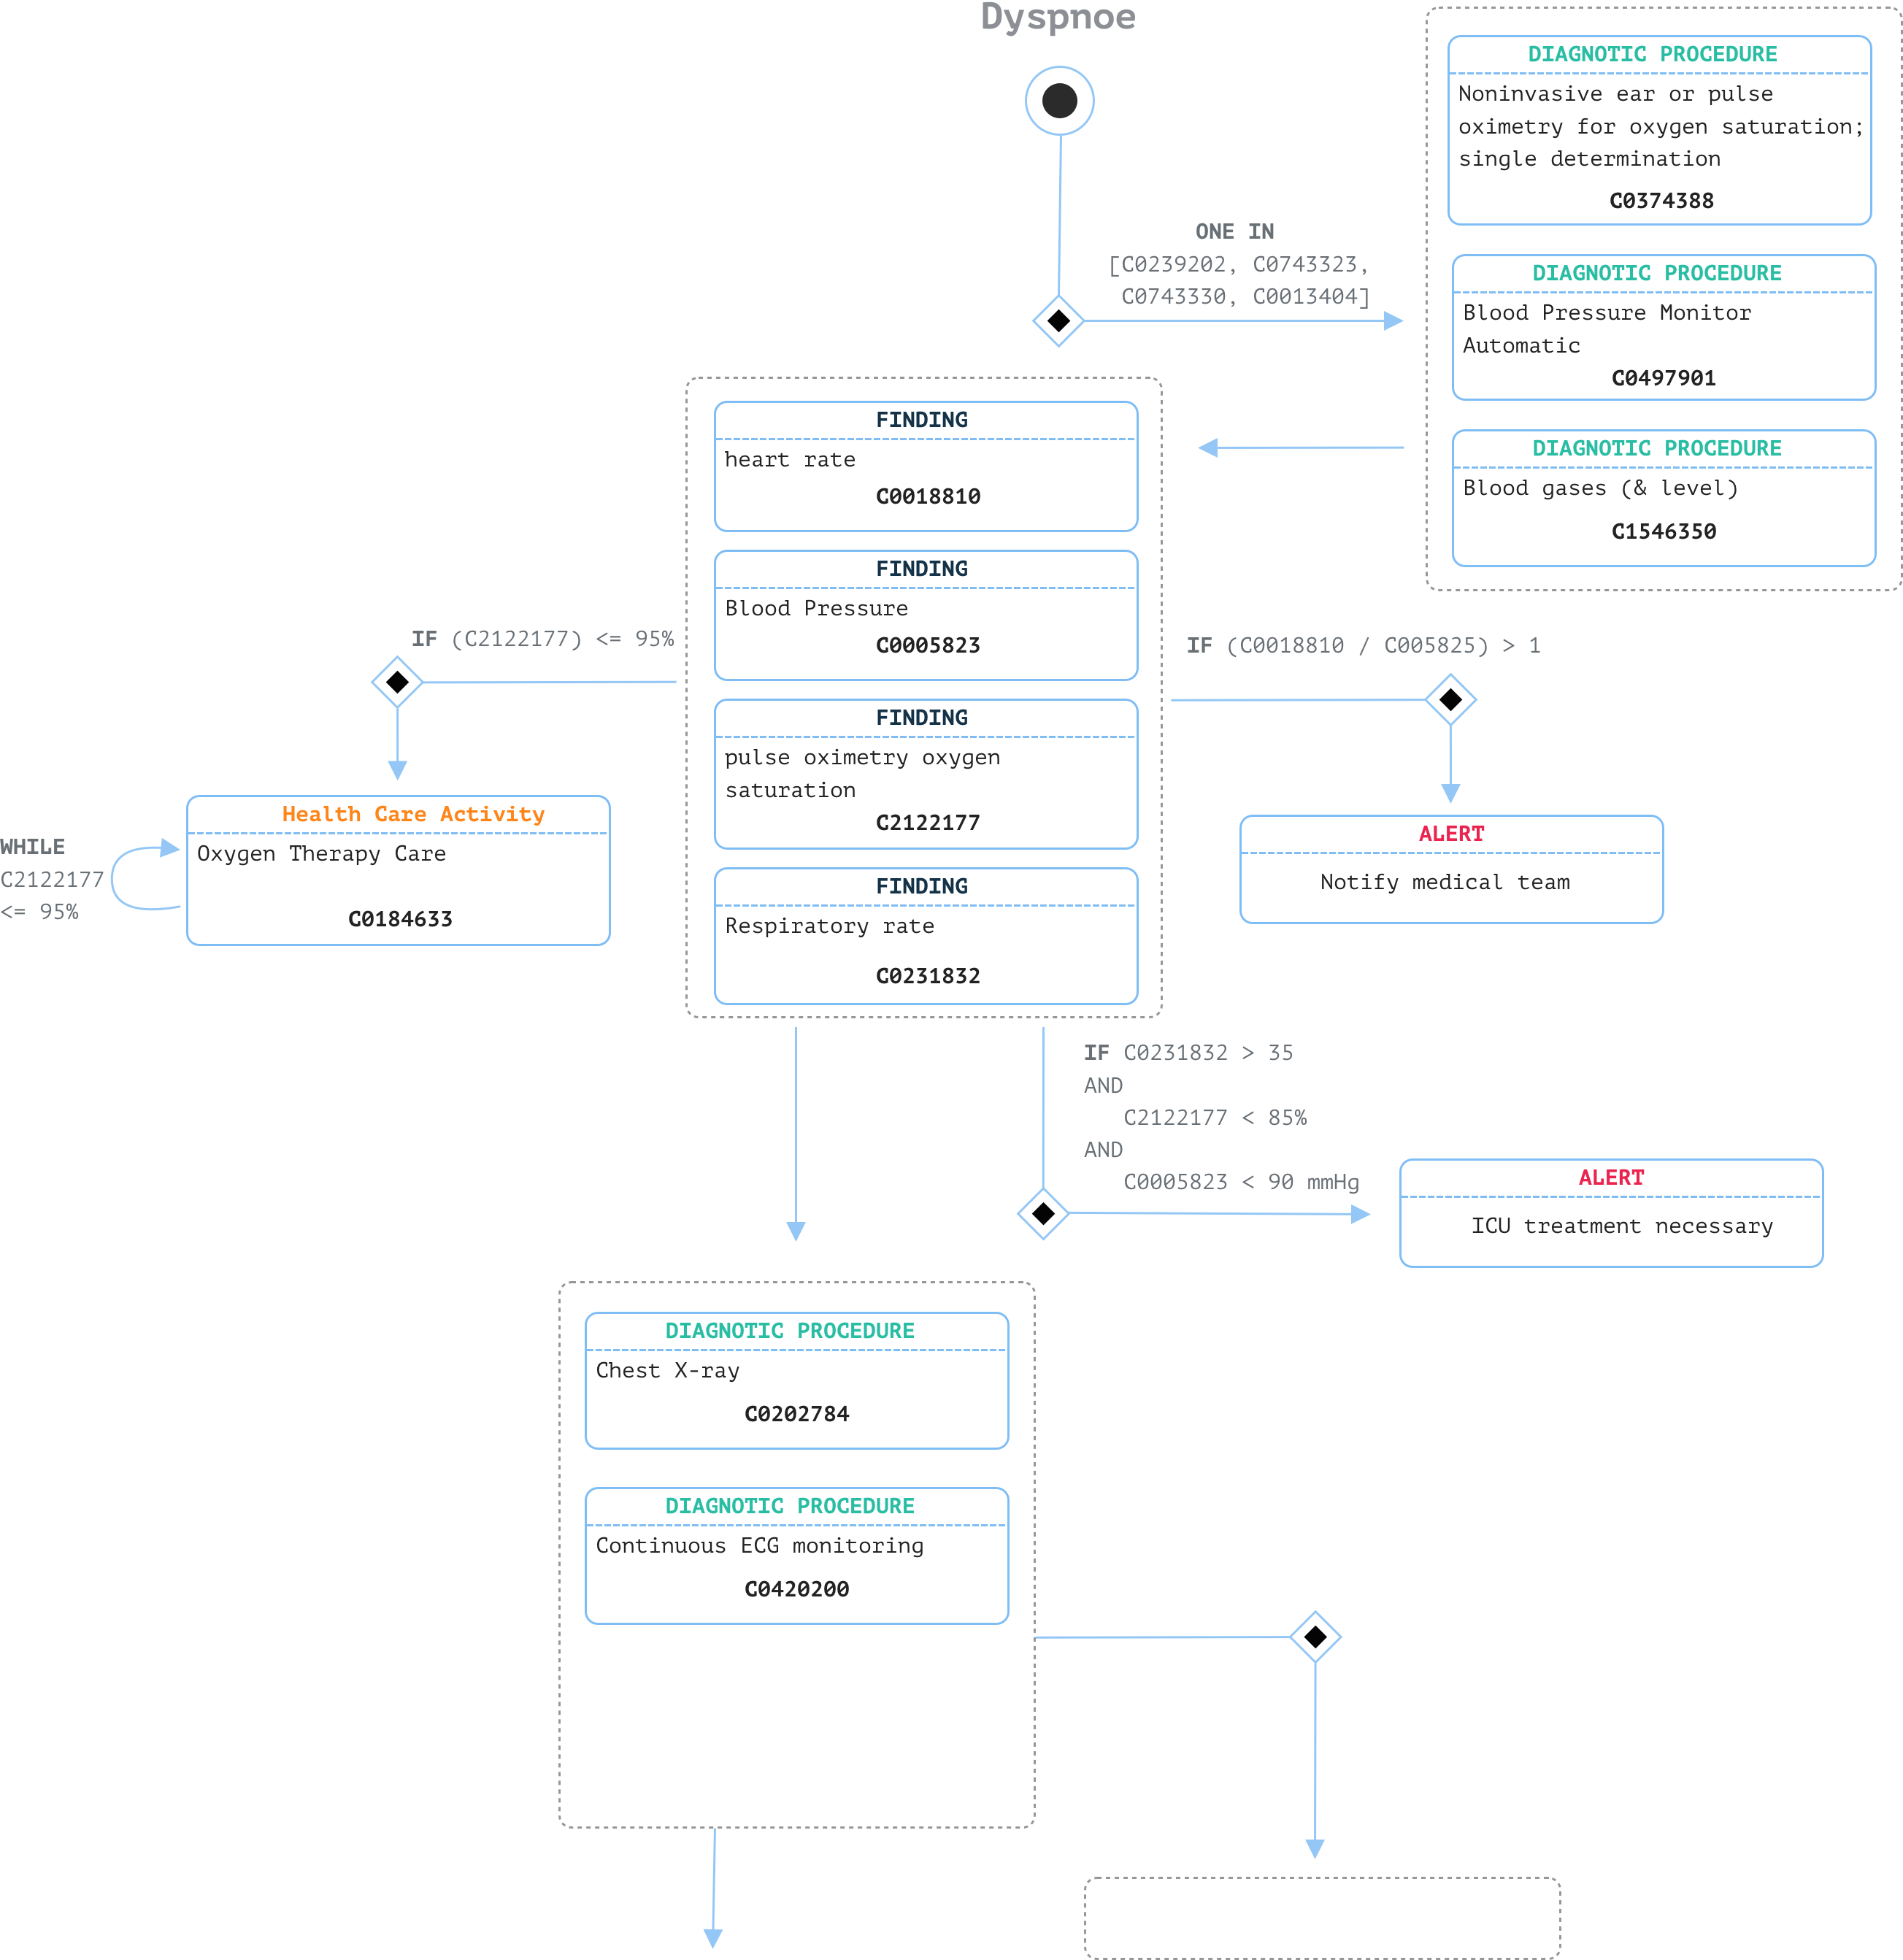 Dyspnoe
DIAGNOTIC PROCEDURE
Noninvasive ear or pulse
oximetry for oxygen saturation;
single determination
C0374388
ONE IN
[C0239202, C0743323,
C0743330, C0013404]
DIAGNOTIC PROCEDURE
Blood Pressure Monitor
Automatic
C0497901
DIAGNOTIC PROCEDURE
Blood gases (& level)
C1546350
FINDING
heart rate
C0018810
FINDING
Blood Pressure
C0005823
FINDING
pulse oximetry oxygen
saturation
C2122177
FINDING
Respiratory rate
C0231832
IF (C2122177) <= 95%
IF (C0018810 / C005825) > 1
Health Care Activity
Oxygen Therapy Care
C0184633
WHILE
C2122177
<= 95%
ALERT
Notify medical team
IF C0231832 > 35
AND
C2122177 < 85%
AND
C0005823 < 90 mmHg
ALERT
ICU treatment necessary
DIAGNOTIC PROCEDURE
Chest X-ray
C0202784
DIAGNOTIC PROCEDURE
Continuous ECG monitoring
C0420200